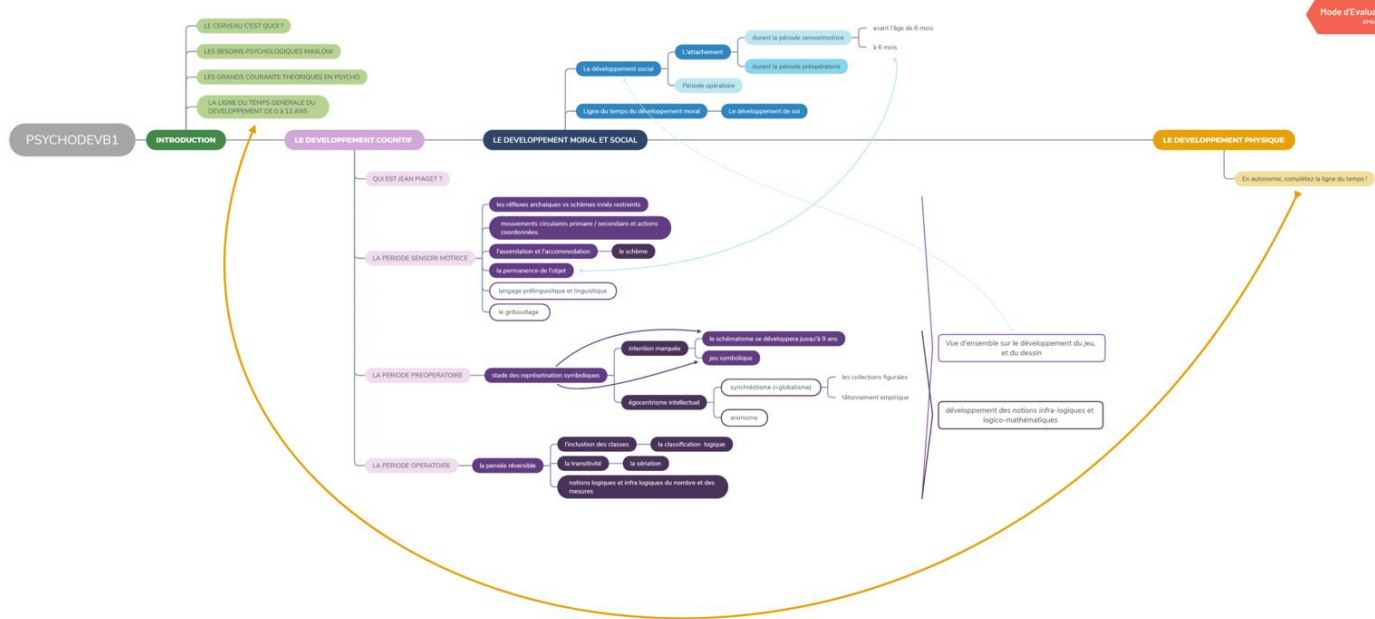 Mode d'Evalua
LE CERVEAU C'EST QUOI ?
LES BESOINS PSYCHOLOGIQUES MASLOW
LES GRANDS COURANTS THEORIQUES EN PSYCHO
LA LIGNE DU TEMPS GENERALE DU
DEVELOPPEMENT DE 0 à 12 ANS
PSYCHODEVB1
INTRODUCTION
LE DEVELOPPEMENT COGNITIF
LE DEVELOPPEMENT MORAL ET SOCIAL
LE DEVELOPPEMENT PHYSIQUE
Le développement social
L'attachement
durant la période sensorimotrice
avant l'âge de 6 mois
à 6 mois
durant la période préopératoire
Période opératoire
Ligne du temps du développement moral
Le développement de soi
En autonomie, complétez la ligne du temps !
QUI EST JEAN PIAGET ?
LA PERIODE SENSORI MOTRICE
les réflexes archaiques vs schèmes innés restreints
mouvements circulaires primaire / secondaire et actions
coordonnées.
l'assimilation et l'accommodation
le schème
la permanence de l'objet
langage prélinguisitique et linguistique
le gribouillage
LA PERIODE PREOPERATOIRE
stade des représetnration symboliques
intention marquée
le schématisme se développera jusqu'à 9 ans
jeu symbolique
égocentrisme intellectuel
synchréstisme (=globalisme)
les collections figurales
tâtonnement empirique
animisme
LA PERIODE OPERATOIRE
la pensée réversible
l'inclustion des classes
la classification logique
la transitivité
la sériation
notions logiques et infra logiques du nombre et des
mesures
Vue d'ensemble sur le développement du jeu,
et du dessin
développement des notions infra-logiques et
logico-mathématiques